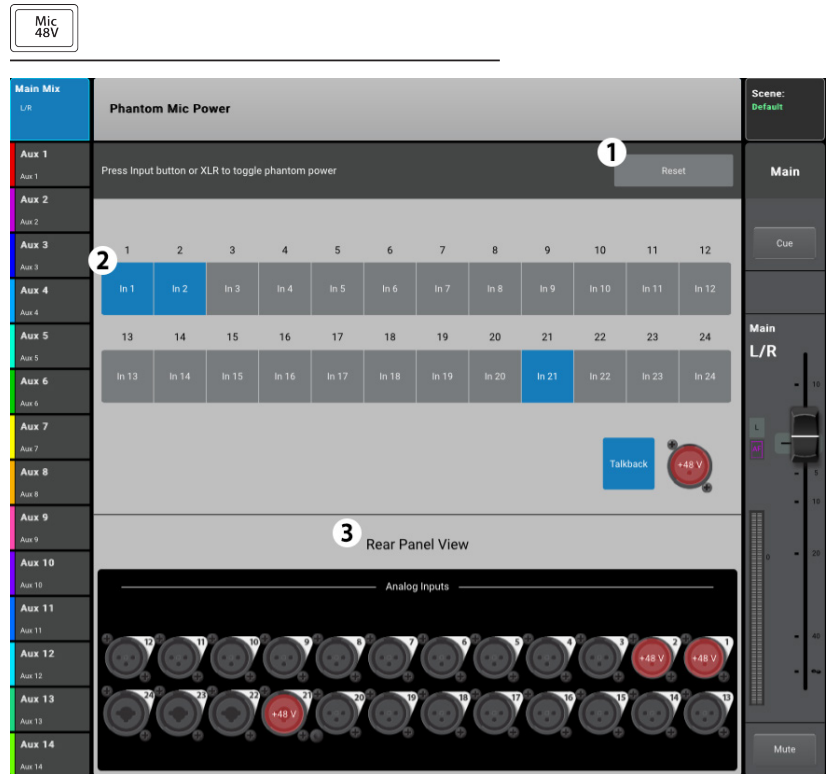 Mic
48V
Main Mix
L/R
Phantom Mic Power
Scene:
Default
Aux 1
Aux 1
Aux 2
Aux 2
Aux 3
Aux 3
Aux 4
Aux 4
Aux 5
Aux 5
Aux 6
Aux 6
Aux 7
Aux 7
Aux 8
Aux 8
Aux 9
Aux 9
Aux 10
Aux 10
Aux 11
Aux 11
Aux 12
Aux 12
Aux 13
Aux 13
Aux 14
Aux 14
1
Press Input button or XLR to toggle phantom power
Reset
2
1 2 3 4 5 6 7 8 9 10 11 12
In 1 In 2 In 3 In 4 In 5 In 6 In 7 In 8 In 9 In 10 In 11 In 12
13 14 15 16 17 18 19 20 21 22 23 24
In 13 In 14 In 15 In 16 In 17 In 18 In 19 In 20 In 21 In 22 In 23 In 24
Talkback +48 V
3
Rear Panel View
Analog Inputs
12 11 10 9 8 7 6 5 4 3 2 1
+48 V +48 V
24 23 22 21 20 19 18 17 16 15 14 13
+48 V
Main
Cue
Main
L/R
10
L
5
10
0 20
40
Mute